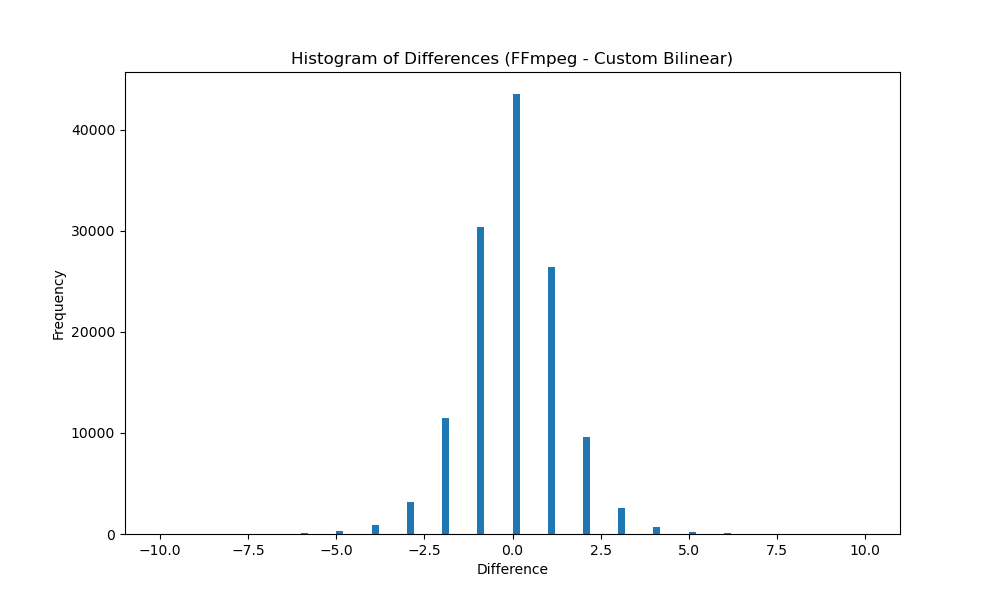 Histogram of Differences (FFmpeg - Custom Bilinear)
40000
30000
20000
10000
0
Frequency
−10.0 −7.5 −5.0 −2.5 0.0 2.5 5.0 7.5 10.0
Difference